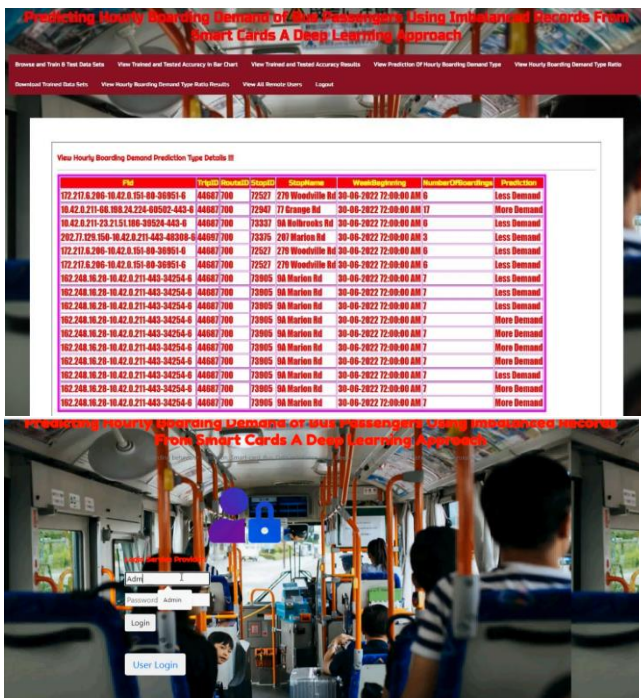 Predicting Hourly Boarding Demand of Bus Passengers Using Imbalanced Records From
Smart Cards A Deep Learning Approach
Browse and Train & Test Data Sets View Trained and Tested Accuracy in Bar Chart View Trained and Tested Accuracy Results View Prediction Of Hourly Boarding Demand Type View Hourly Boarding Demand Type Ratio
Download Trained Data Sets View Hourly Boarding Demand Type Ratio Results View All Remote Users Logout
View Hourly Boarding Demand Prediction Type Details !!!
Fid TripID RouteID StopID StopName WeekBeginning NumberOfBoardings Prediction
172.217.6.206-10.42.0.151-80-36951-6 44687 700 72527 279 Woodville Rd 30-06-2022 72:00:00 AM 6 Less Demand
10.42.0.211-66.198.24.224-60502-443-6 44687 700 72947 77 Grange Rd 30-06-2022 72:00:00 AM 17 More Demand
10.42.0.211-23.21.51.186-39524-443-6 44687 700 73337 9A Holbrooks Rd 30-06-2022 72:00:00 AM 6 Less Demand
202.77.129.150-10.42.0.211-443-48308-6 44697 700 73375 207 Marion Rd 30-06-2022 72:00:00 AM 3 Less Demand
172.217.6.206-10.42.0.151-80-36951-6 44687 700 72527 279 Woodville Rd 30-06-2022 72:00:00 AM 6 Less Demand
172.217.6.206-10.42.0.151-80-36951-6 44687 700 72527 279 Woodville Rd 30-06-2022 72:00:00 AM 6 Less Demand
162.248.16.28-10.42.0.211-443-34254-6 44687 700 73905 9A Marion Rd 30-06-2022 72:00:00 AM 7 Less Demand
162.248.16.28-10.42.0.211-443-34254-6 44687 700 73905 9A Marion Rd 30-06-2022 72:00:00 AM 7 Less Demand
162.248.16.28-10.42.0.211-443-34254-6 44687 700 73905 9A Marion Rd 30-06-2022 72:00:00 AM 7 More Demand
162.248.16.28-10.42.0.211-443-34254-6 44687 700 73905 9A Marion Rd 30-06-2022 72:00:00 AM 7 More Demand
162.248.16.28-10.42.0.211-443-34254-6 44687 700 73905 9A Marion Rd 30-06-2022 72:00:00 AM 7 More Demand
162.248.16.28-10.42.0.211-443-34254-6 44687 700 73905 9A Marion Rd 30-06-2022 72:00:00 AM 7 More Demand
162.248.16.28-10.42.0.211-443-34254-6 44687 700 73905 9A Marion Rd 30-06-2022 72:00:00 AM 7 Less Demand
162.248.16.28-10.42.0.211-443-34254-6 44687 700 73905 9A Marion Rd 30-06-2022 72:00:00 AM 7 More Demand
162.248.16.28-10.42.0.211-443-34254-6 44687 700 73905 9A Marion Rd 30-06-2022 72:00:00 AM 7 More Demand
Predicting Hourly Boarding Demand of Bus Passengers Using Imbalanced Records
From Smart Cards A Deep Learning Approach
Login Service Provider
Adm
Password Admin
Login
User Login